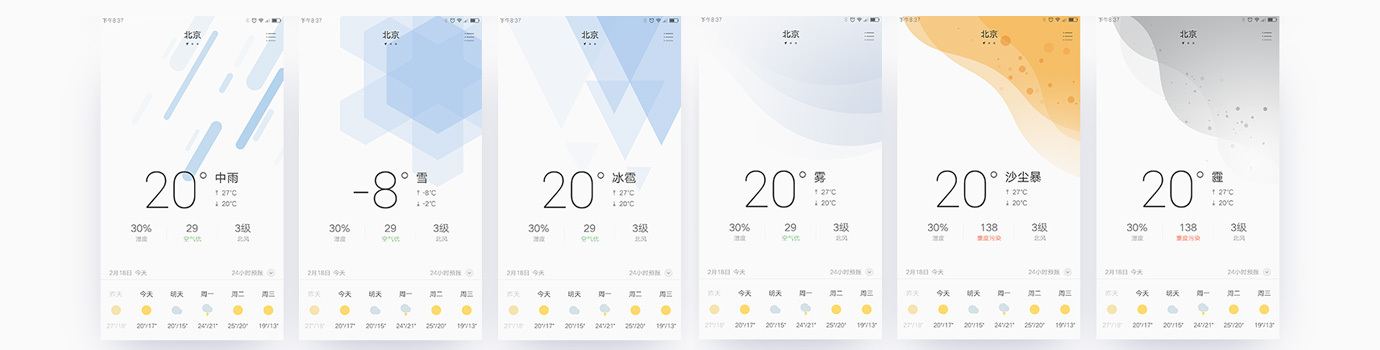 下午8:37
北京
20° 中雨
↑ 27°C
↓ 20°C
30% 29 3级
湿度 空气优 北风
2月18日 今天 24小时预报
昨天 今天 明天 周一 周二 周三
27°/18° 20°/17° 20°/15° 24°/21° 25°/20° 19°/13°
下午8:37
北京
-8° 雪
↑ -8°C
↓ -2°C
30% 29 3级
湿度 空气优 北风
2月18日 今天 24小时预报
昨天 今天 明天 周一 周二 周三
27°/18° 20°/17° 20°/15° 24°/21° 25°/20° 19°/13°
下午8:37
北京
20° 冰雹
↑ 27°C
↓ 20°C
30% 29 3级
湿度 空气优 北风
2月18日 今天 24小时预报
昨天 今天 明天 周一 周二 周三
27°/18° 20°/17° 20°/15° 24°/21° 25°/20° 19°/13°
下午8:37
北京
20° 雾
↑ 27°C
↓ 20°C
30% 29 3级
湿度 空气优 北风
2月18日 今天 24小时预报
昨天 今天 明天 周一 周二 周三
27°/18° 20°/17° 20°/15° 24°/21° 25°/20° 19°/13°
下午8:37
北京
20° 沙尘暴
↑ 27°C
↓ 20°C
30% 138 3级
湿度 重度污染 北风
2月18日 今天 24小时预报
昨天 今天 明天 周一 周二 周三
27°/18° 20°/17° 20°/15° 24°/21° 25°/20° 19°/13°
下午8:37
北京
20° 霾
↑ 27°C
↓ 20°C
30% 138 3级
湿度 重度污染 北风
2月18日 今天 24小时预报
昨天 今天 明天 周一 周二 周三
27°/18° 20°/17° 20°/15° 24°/21° 25°/20° 19°/13°